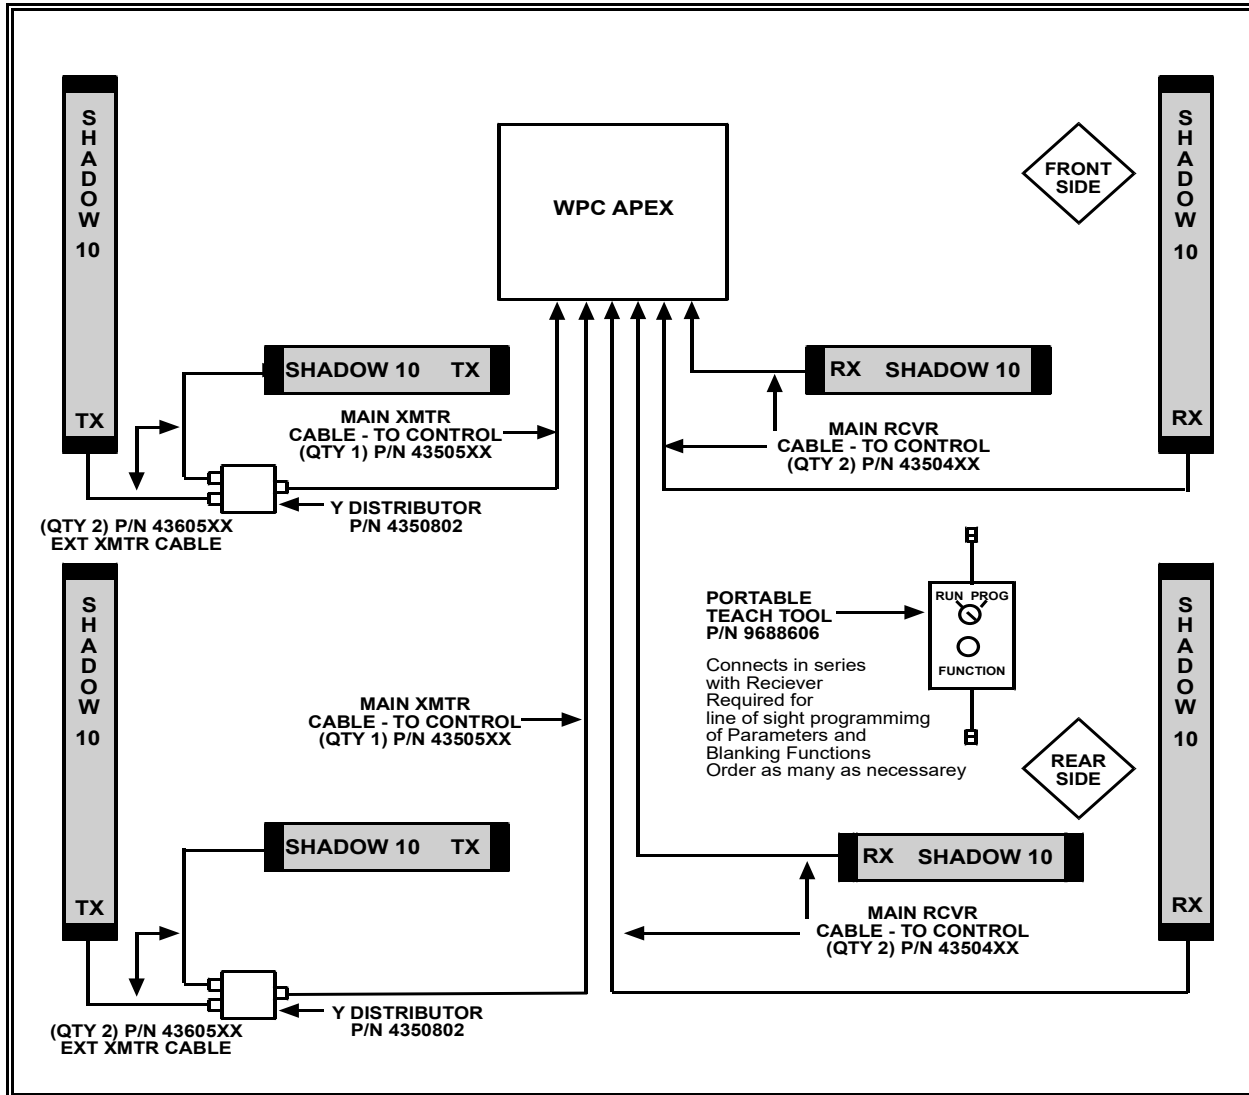 SHADOW 10
TX
WPC APEX
FRONT
SIDE
SHADOW 10
RX
SHADOW 10 TX
RX SHADOW 10
MAIN XMTR
CABLE - TO CONTROL
(QTY 1) P/N 43505XX
MAIN RCVR
CABLE - TO CONTROL
(QTY 2) P/N 43504XX
Y DISTRIBUTOR
P/N 4350802
(QTY 2) P/N 43605XX
EXT XMTR CABLE
SHADOW 10
TX
MAIN XMTR
CABLE - TO CONTROL
(QTY 1) P/N 43505XX
PORTABLE
TEACH TOOL
P/N 9688606
Connects in series
with Reciever
Required for
line of sight programmimg
of Parameters and
Blanking Functions
Order as many as necessarey
RUN PROG
FUNCTION
REAR
SIDE
SHADOW 10
RX
SHADOW 10 TX
RX SHADOW 10
MAIN RCVR
CABLE - TO CONTROL
(QTY 2) P/N 43504XX
Y DISTRIBUTOR
P/N 4350802
(QTY 2) P/N 43605XX
EXT XMTR CABLE